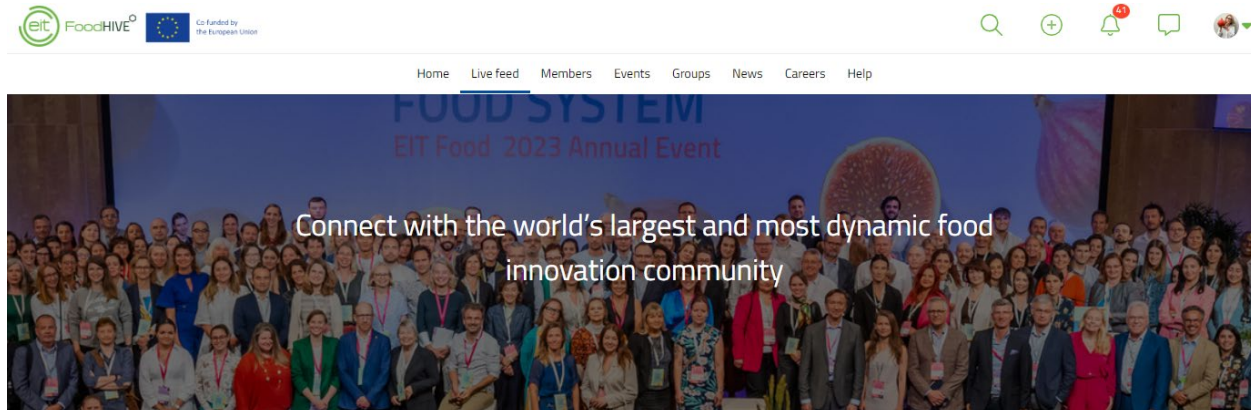 eit FoodHIVE
Co-funded by
the European Union
41
Home Live feed Members Events Groups News Careers Help
FOOD SYSTEM
EIT Food 2023 Annual Event
Connect with the world's largest and most dynamic food
innovation community